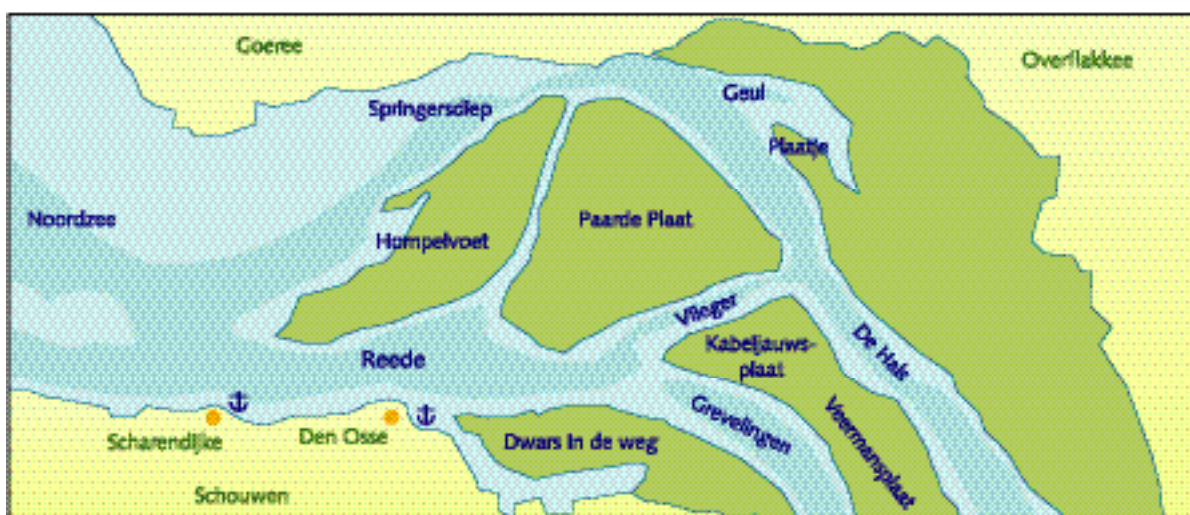 Goeree
Overflakkee
Springersdiep
Geul
Plaatje
Noordzee
Hompelvoet
Paarde Plaat
Vlieger
Reede
Kabeljauws-
plaat
De Hals
Grevelingen
Veermansplaat
Scharendijke
Den Osse
Dwars in de weg
Schouwen